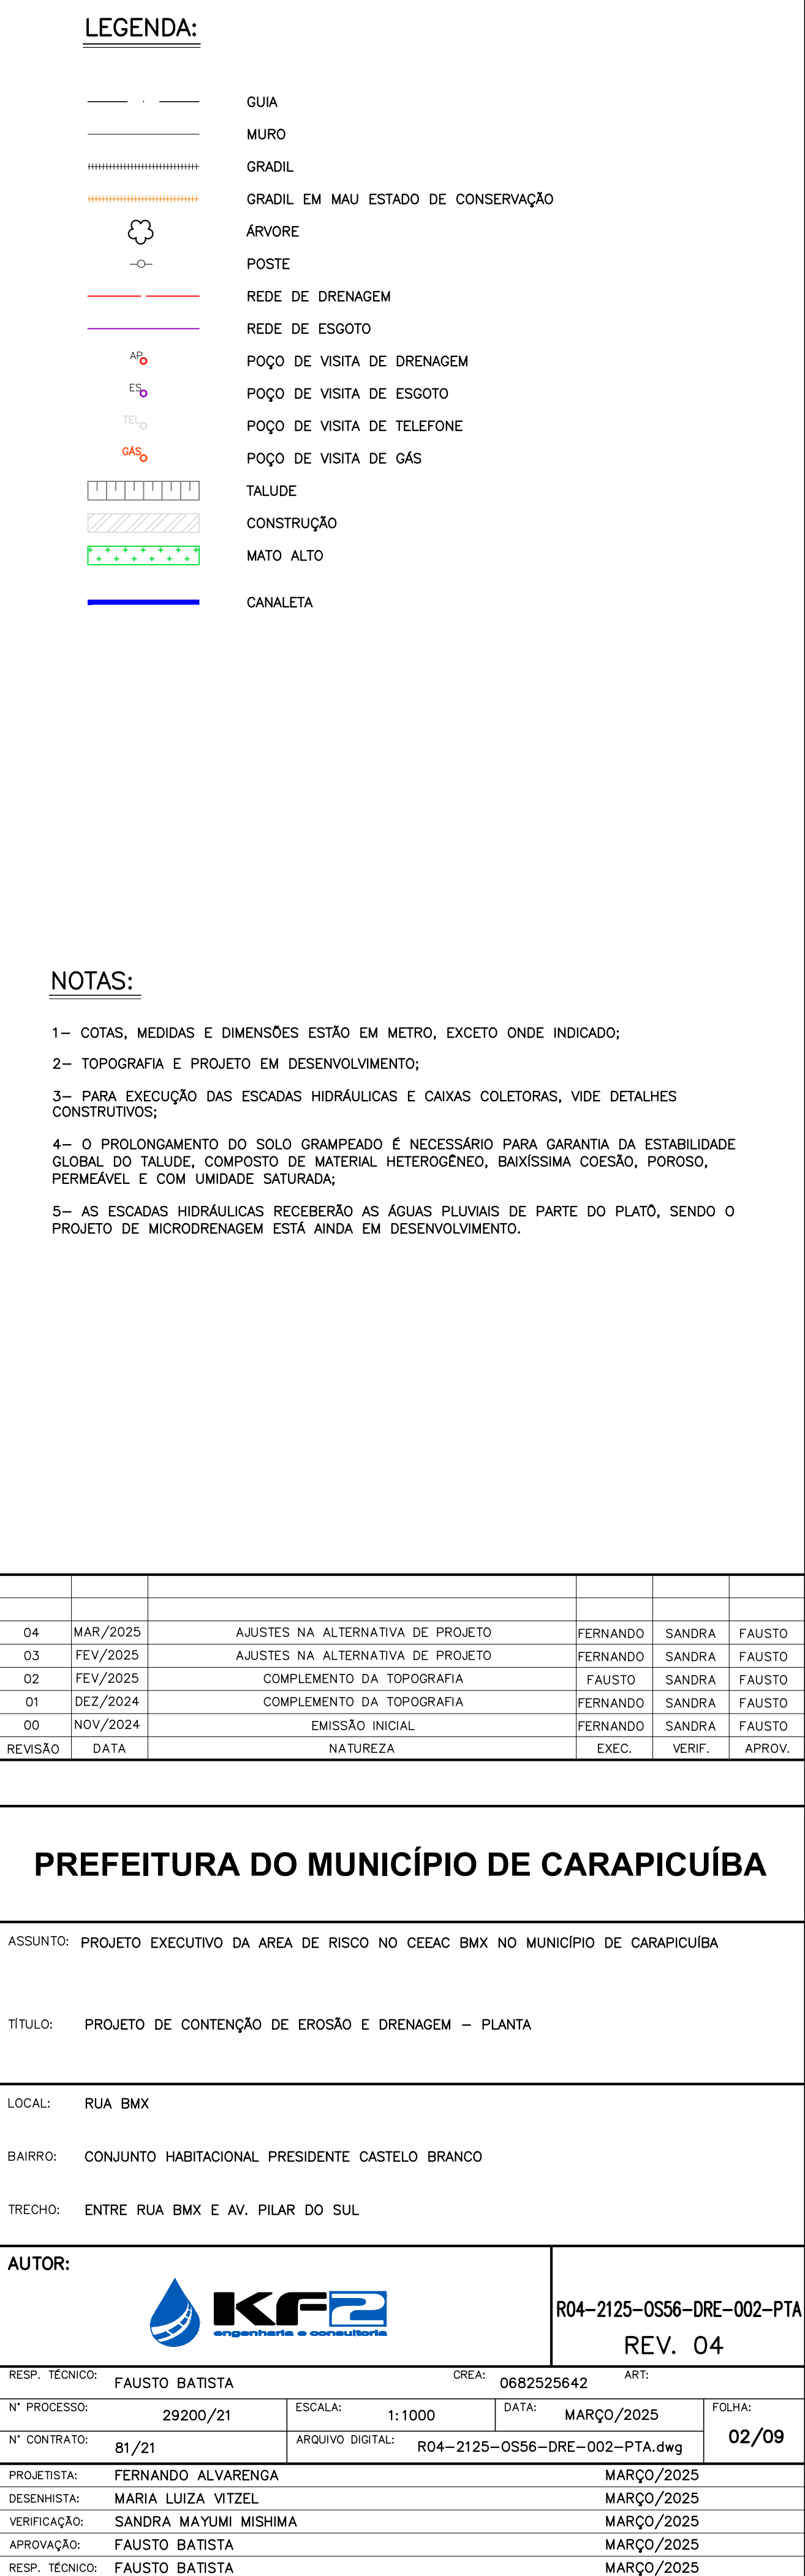 LEGENDA:
GUIA
MURO
GRADIL
GRADIL EM MAU ESTADO DE CONSERVAÇÃO
ÁRVORE
POSTE
REDE DE DRENAGEM
REDE DE ESGOTO
AP POÇO DE VISITA DE DRENAGEM
ES POÇO DE VISITA DE ESGOTO
TEL POÇO DE VISITA DE TELEFONE
GÁS POÇO DE VISITA DE GÁS
TALUDE
CONSTRUÇÃO
MATO ALTO
CANALETA
NOTAS:
1– COTAS, MEDIDAS E DIMENSÕES ESTÃO EM METRO, EXCETO ONDE INDICADO;
2– TOPOGRAFIA E PROJETO EM DESENVOLVIMENTO;
3– PARA EXECUÇÃO DAS ESCADAS HIDRÁULICAS E CAIXAS COLETORAS, VIDE DETALHES
CONSTRUTIVOS;
4– O PROLONGAMENTO DO SOLO GRAMPEADO É NECESSÁRIO PARA GARANTIA DA ESTABILIDADE
GLOBAL DO TALUDE, COMPOSTO DE MATERIAL HETEROGÊNEO, BAIXÍSSIMA COESÃO, POROSO,
PERMEÁVEL E COM UMIDADE SATURADA;
5– AS ESCADAS HIDRÁULICAS RECEBERÃO AS ÁGUAS PLUVIAIS DE PARTE DO PLATÔ, SENDO O
PROJETO DE MICRODRENAGEM ESTÁ AINDA EM DESENVOLVIMENTO.
04 MAR/2025 AJUSTES NA ALTERNATIVA DE PROJETO FERNANDO SANDRA FAUSTO
03 FEV/2025 AJUSTES NA ALTERNATIVA DE PROJETO FERNANDO SANDRA FAUSTO
02 FEV/2025 COMPLEMENTO DA TOPOGRAFIA FAUSTO SANDRA FAUSTO
01 DEZ/2024 COMPLEMENTO DA TOPOGRAFIA FERNANDO SANDRA FAUSTO
00 NOV/2024 EMISSÃO INICIAL FERNANDO SANDRA FAUSTO
REVISÃO DATA NATUREZA EXEC. VERIF. APROV.
PREFEITURA DO MUNICÍPIO DE CARAPICUÍBA
ASSUNTO: PROJETO EXECUTIVO DA AREA DE RISCO NO CEEAC BMX NO MUNICÍPIO DE CARAPICUÍBA
TÍTULO: PROJETO DE CONTENÇÃO DE EROSÃO E DRENAGEM – PLANTA
LOCAL: RUA BMX
BAIRRO: CONJUNTO HABITACIONAL PRESIDENTE CASTELO BRANCO
TRECHO: ENTRE RUA BMX E AV. PILAR DO SUL
AUTOR:
KF2
engenharia e consultoria
R04–2125–OS56–DRE–002–PTA
REV. 04
RESP. TÉCNICO: FAUSTO BATISTA CREA: 0682525642 ART:
N° PROCESSO: 29200/21 ESCALA: 1:1000 DATA: MARÇO/2025 FOLHA:
02/09
N° CONTRATO: 81/21 ARQUIVO DIGITAL: R04–2125–OS56–DRE–002–PTA.dwg
PROJETISTA: FERNANDO ALVARENGA MARÇO/2025
DESENHISTA: MARIA LUIZA VITZEL MARÇO/2025
VERIFICAÇÃO: SANDRA MAYUMI MISHIMA MARÇO/2025
APROVAÇÃO: FAUSTO BATISTA MARÇO/2025
RESP. TÉCNICO: FAUSTO BATISTA MARÇO/2025